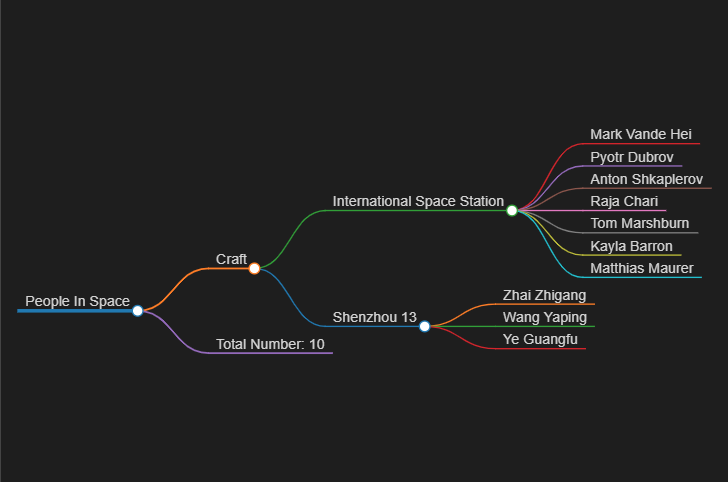 People In Space
Craft
International Space Station
Mark Vande Hei
Pyotr Dubrov
Anton Shkaplerov
Raja Chari
Tom Marshburn
Kayla Barron
Matthias Maurer
Shenzhou 13
Zhai Zhigang
Wang Yaping
Ye Guangfu
Total Number: 10